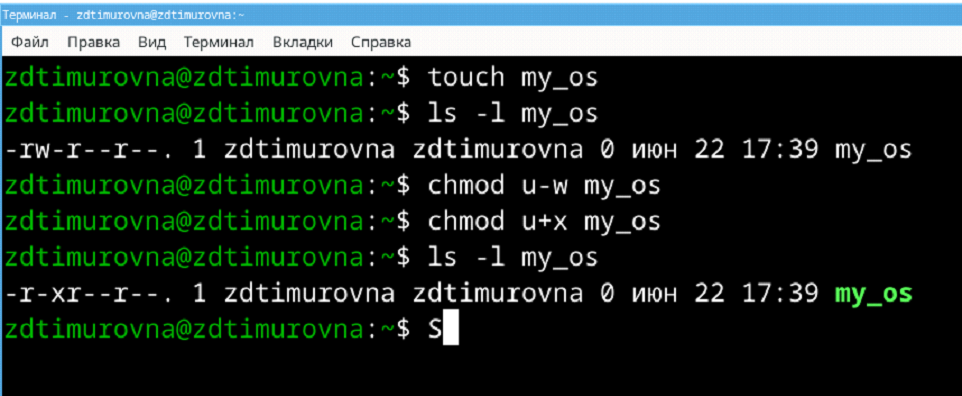 Терминал - zdtimurovna@zdtimurovna:~
Файл Правка Вид Терминал Вкладки Справка
zdtimurovna@zdtimurovna:~$ touch my_os
zdtimurovna@zdtimurovna:~$ ls -l my_os
-rw-r--r--. 1 zdtimurovna zdtimurovna 0 июн 22 17:39 my_os
zdtimurovna@zdtimurovna:~$ chmod u-w my_os
zdtimurovna@zdtimurovna:~$ chmod u+x my_os
zdtimurovna@zdtimurovna:~$ ls -l my_os
-r-xr--r--. 1 zdtimurovna zdtimurovna 0 июн 22 17:39 my_os
zdtimurovna@zdtimurovna:~$ S